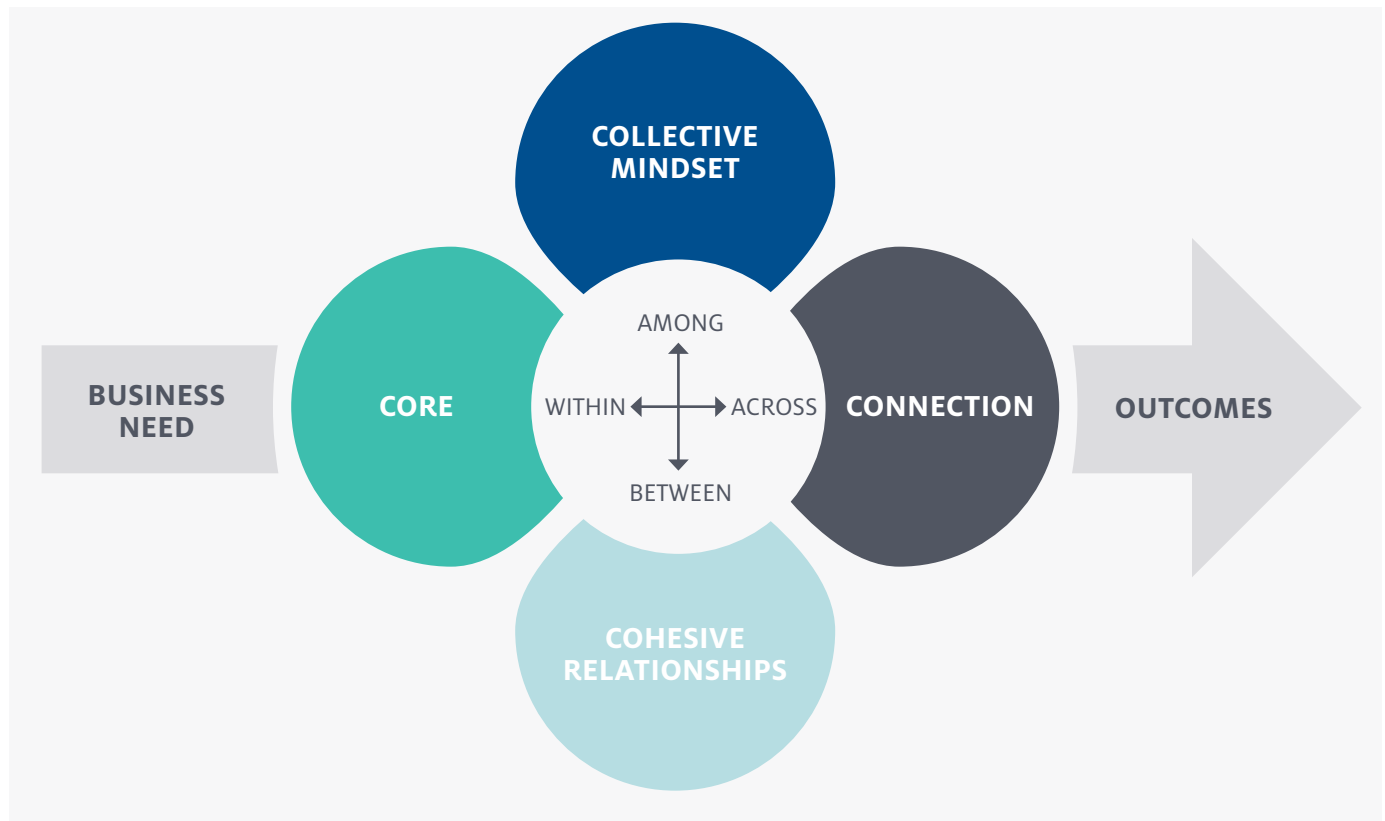 COLLECTIVE
MINDSET
AMONG
BUSINESS
NEED
CORE
WITHIN
ACROSS
CONNECTION
OUTCOMES
BETWEEN
COHESIVE
RELATIONSHIPS